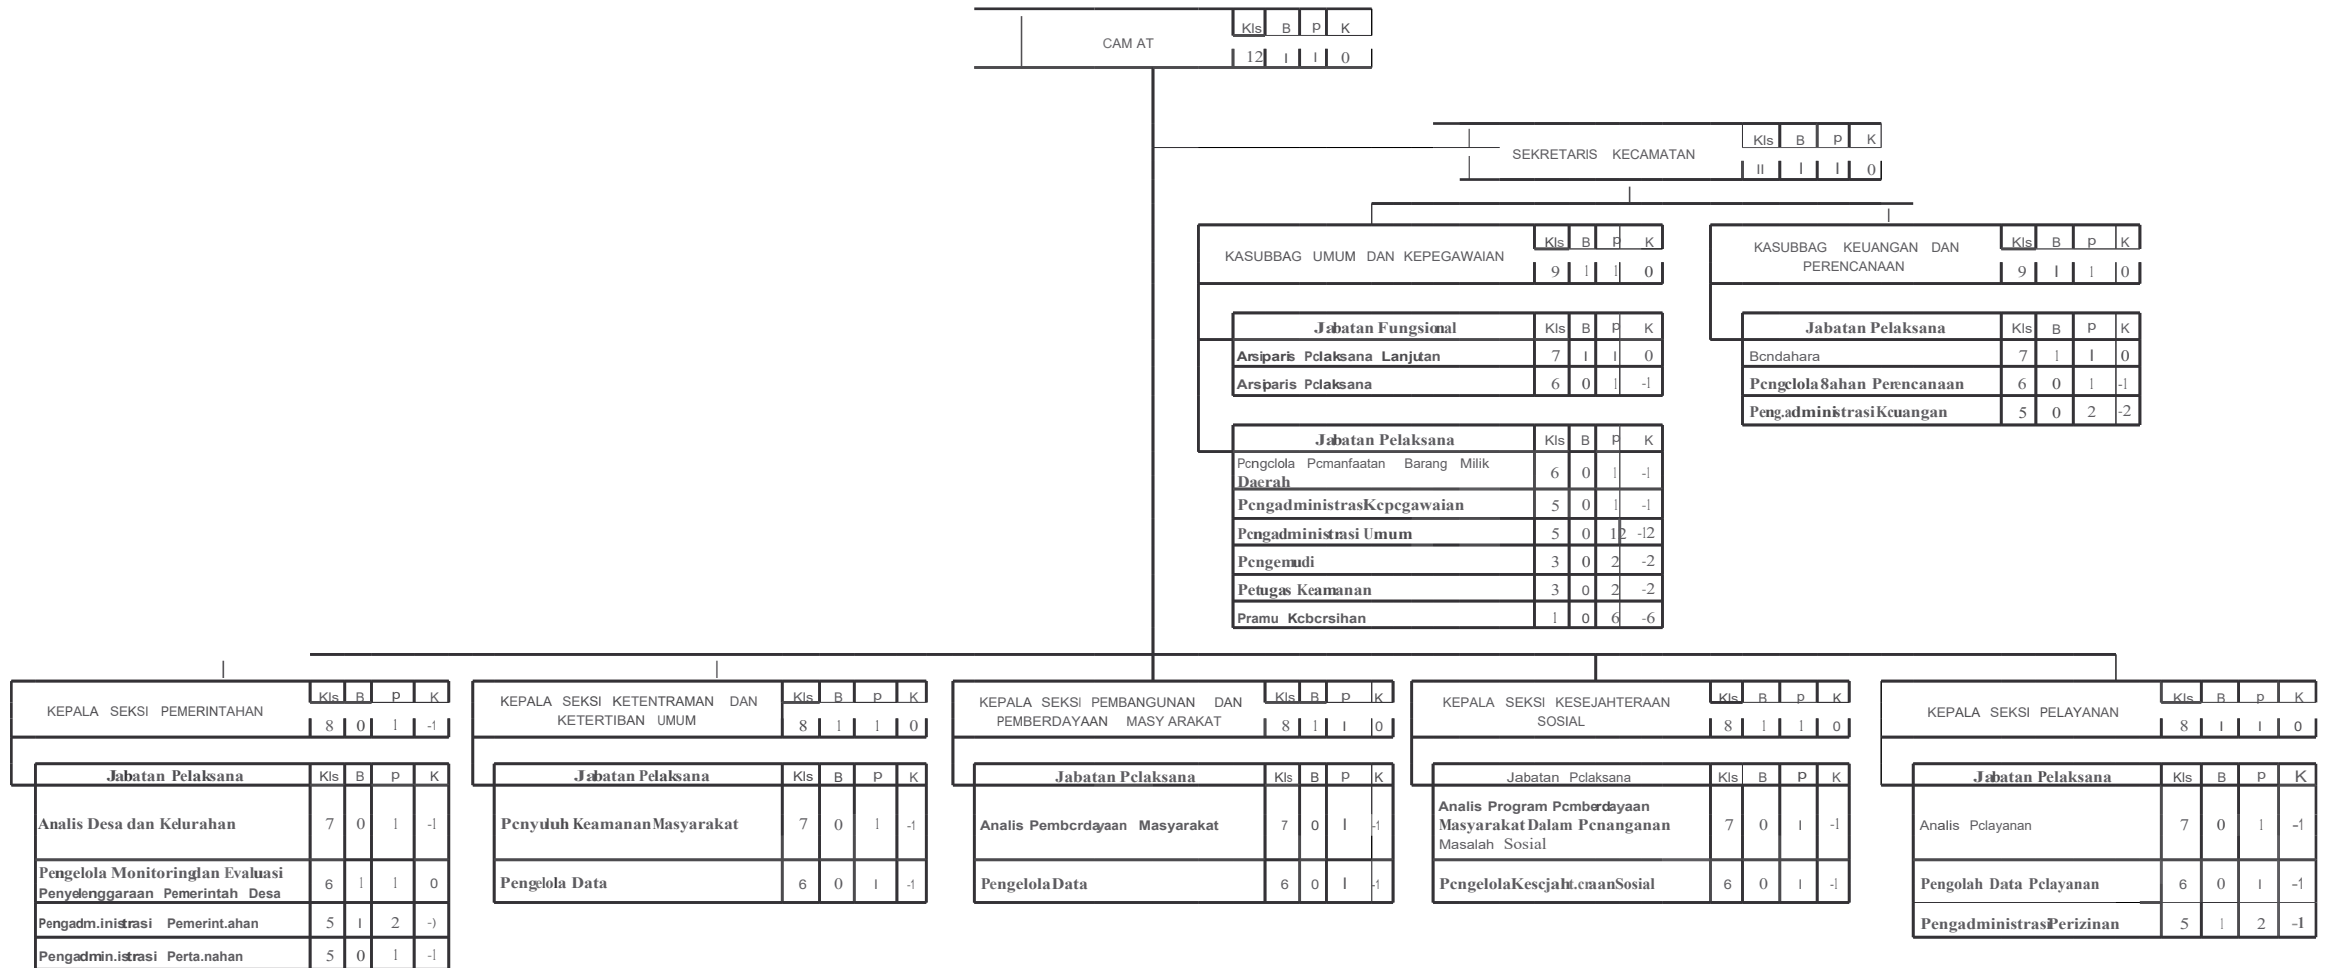 CAM AT Kls B P K
12 I I 0
SEKRETARIS KECAMATAN Kls B P K
II I I 0
KASUBBAG UMUM DAN KEPEGAWAIAN Kls B P K
9 1 1 0
KASUBBAG KEUANGAN DAN
PERENCANAAN Kls B P K
9 I 1 0
Jabatan Fungsional Kls B P K
Arsiparis Pclaksana Lanjutan 7 I I 0
Arsiparis Pclaksana 6 0 1 -1
Jabatan Pelaksana Kls B P K
Bcndahara 7 1 I 0
Pcngclola 8ahan Perencanaan 6 0 1 -1
Peng.administrasi Kcuangan 5 0 2 -2
Jabatan Pelaksana Kls B P K
Pcngclola Pcmanfaatan Barang Milik
Daerah 6 0 1 -1
PcngadministrasKcpcgawaian 5 0 1 -1
Pcngadministrasi Umum 5 0 12 -12
Pcngemudi 3 0 2 -2
Petugas Keamanan 3 0 2 -2
Pramu Kcbcrsihan 1 0 6 -6
KEPALA SEKSI PEMERINTAHAN Kls B P K
8 0 1 -1
Jabatan Pelaksana Kls B P K
Analis Desa dan Kelurahan 7 0 1 -1
Pengelola Monitoringdan Evaluasi
Penyelenggaraan Pemerintah Desa 6 1 1 0
Pengadm.inistrasi Pemerint.ahan 5 I 2 -)
Pengadmin.istrasi Perta.nahan 5 0 1 -1
KEPALA SEKSI KETENTRAMAN DAN
KETERTIBAN UMUM Kls B P K
8 1 1 0
Jabatan Pelaksana Kls B P K
Pcnyuluh Keamanan Masyarakat 7 0 1 -1
Pengelola Data 6 0 I -1
KEPALA SEKSI PEMBANGUNAN DAN
PEMBERDAYAAN MASY ARAKAT Kls B P K
8 1 I 0
Jabatan Pclaksana Kls B P K
Analis Pembcrdayaan Masyarakat 7 0 I -1
Pengelola Data 6 0 I -1
KEPALA SEKSI KESEJAHTERAAN
SOSIAL Kls B P K
8 1 1 0
Jabatan Pclaksana Kls B P K
Analis Program Pcmberdayaan
Masyarakat Dalam Pcnanganan
Masalah Sosial 7 0 I -1
PcngelolaKescjaht.craanSosial 6 0 I -1
KEPALA SEKSI PELAYANAN Kls B P K
8 I I 0
Jabatan Pelaksana Kls B P K
Analis Pclayanan 7 0 1 -1
Pengolah Data Pclayanan 6 0 I -1
PengadministrasiPerizinan 5 1 2 -1